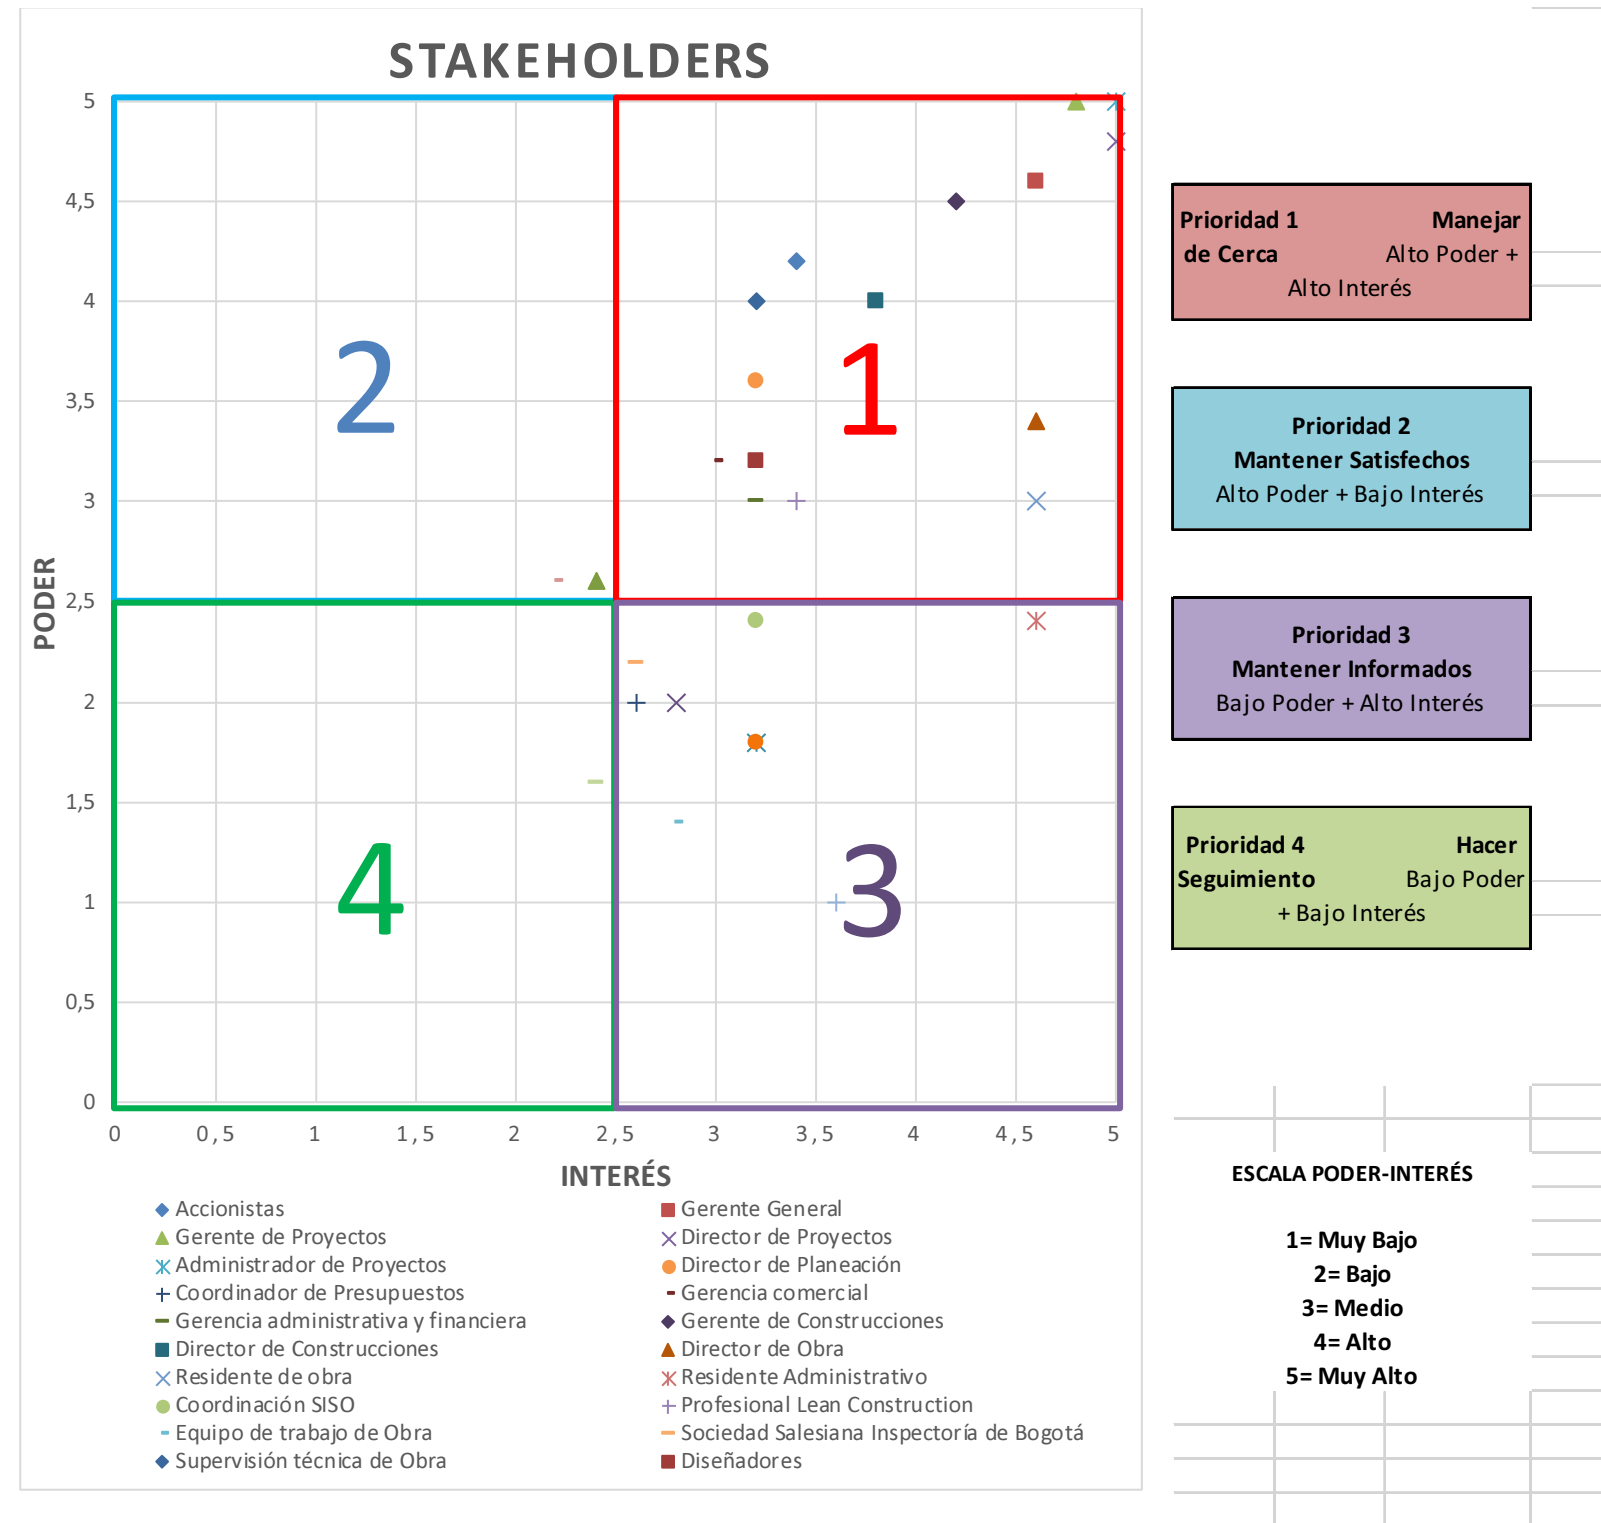 STAKEHOLDERS
5
4,5
4
3,5
3
2,5
2
1,5
1
0,5
0
PODER
2
1
4
3
0 0,5 1 1,5 2 2,5 3 3,5 4 4,5 5
INTERÉS
Accionistas Gerente General
Gerente de Proyectos Director de Proyectos
Administrador de Proyectos Director de Planeación
Coordinador de Presupuestos Gerencia comercial
Gerencia administrativa y financiera Gerente de Construcciones
Director de Construcciones Director de Obra
Residente de obra Residente Administrativo
Coordinación SISO Profesional Lean Construction
Equipo de trabajo de Obra Sociedad Salesiana Inspectoría de Bogotá
Supervisión técnica de Obra Diseñadores
Prioridad 1 Manejar
de Cerca Alto Poder +
Alto Interés
Prioridad 2
Mantener Satisfechos
Alto Poder + Bajo Interés
Prioridad 3
Mantener Informados
Bajo Poder + Alto Interés
Prioridad 4 Hacer
Seguimiento Bajo Poder
+ Bajo Interés
ESCALA PODER-INTERÉS
1= Muy Bajo
2= Bajo
3= Medio
4= Alto
5= Muy Alto